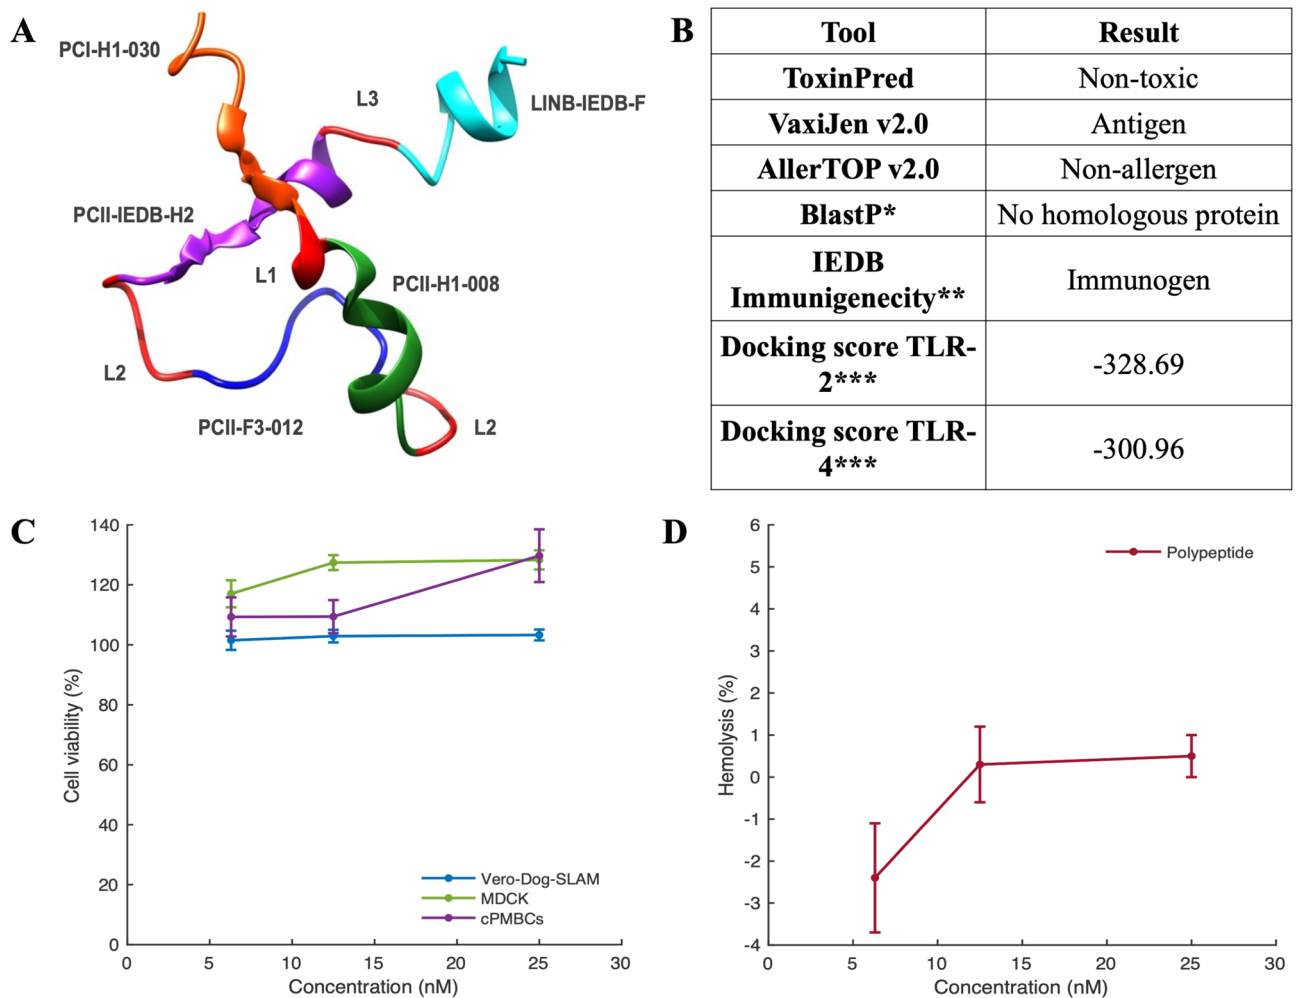 A
PCI-H1-030
L3
LINB-IEDB-F
PCII-IEDB-H2
L1
PCII-H1-008
L2
PCII-F3-012
L2
B
Tool Result
ToxinPred Non-toxic
VaxiJen v2.0 Antigen
AllerTOP v2.0 Non-allergen
BlastP* No homologous protein
IEDB
Immunigenecity** Immunogen
Docking score TLR-
2*** -328.69
Docking score TLR-
4*** -300.96
C
140
120
100
80
60
40
20
0
0 5 10 15 20 25 30
Cell viability (%)
Concentration (nM)
Vero-Dog-SLAM
MDCK
cPMBCs
D
6
5
4
3
2
1
0
-1
-2
-3
-4
0 5 10 15 20 25 30
Hemolysis (%)
Concentration (nM)
Polypeptide